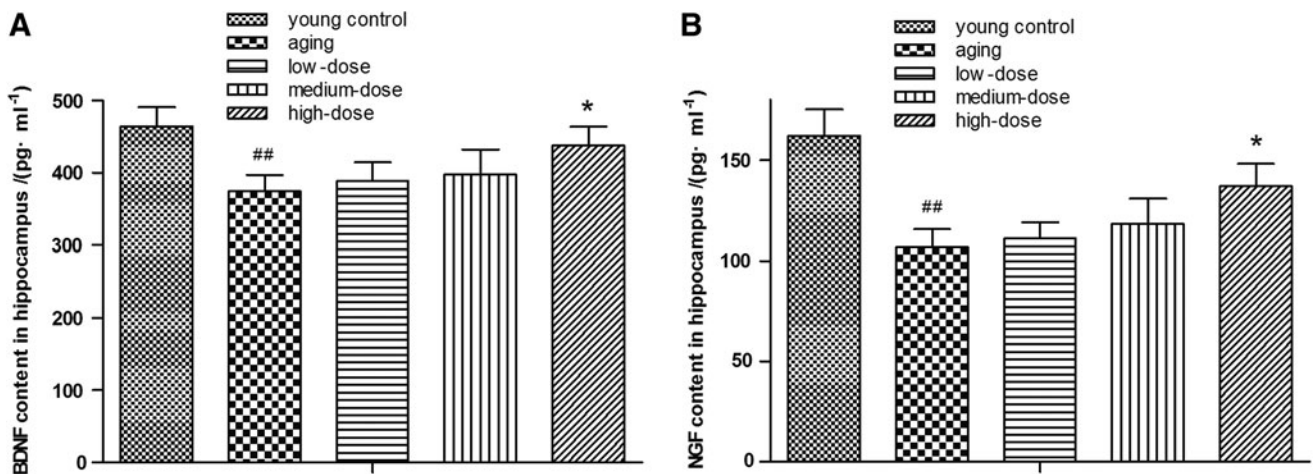 A
young control
aging
low-dose
medium-dose
high-dose
BDNF content in hippocampus /(pg· ml⁻¹)
500
400
300
200
100
0
##
*
B
young control
aging
low-dose
medium-dose
high-dose
NGF content in hippocampus /(pg· ml⁻¹)
150
100
50
0
##
*